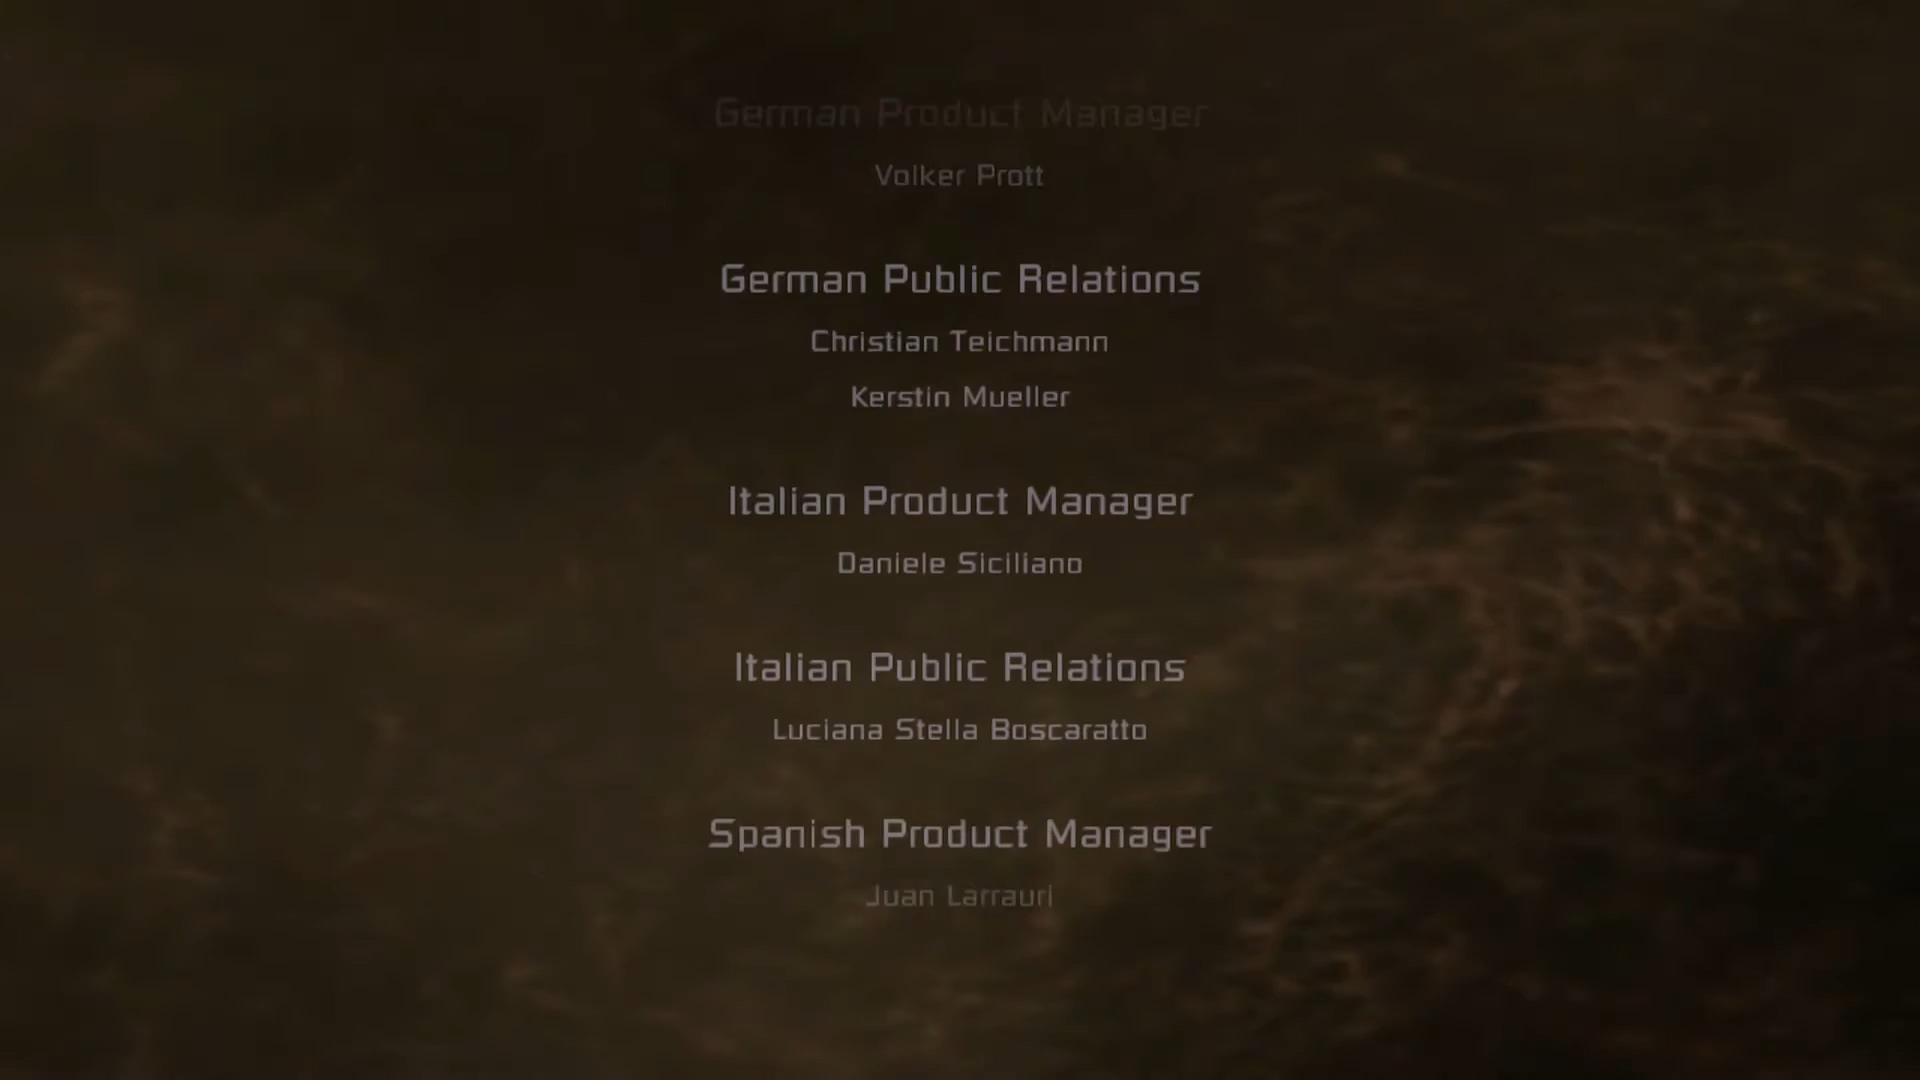 German Product Manager
Volker Prott
German Public Relations
Christian Teichmann
Kerstin Mueller
Italian Product Manager
Daniele Siciliano
Italian Public Relations
Luciana Stella Boscaratto
Spanish Product Manager
Juan Larrauri